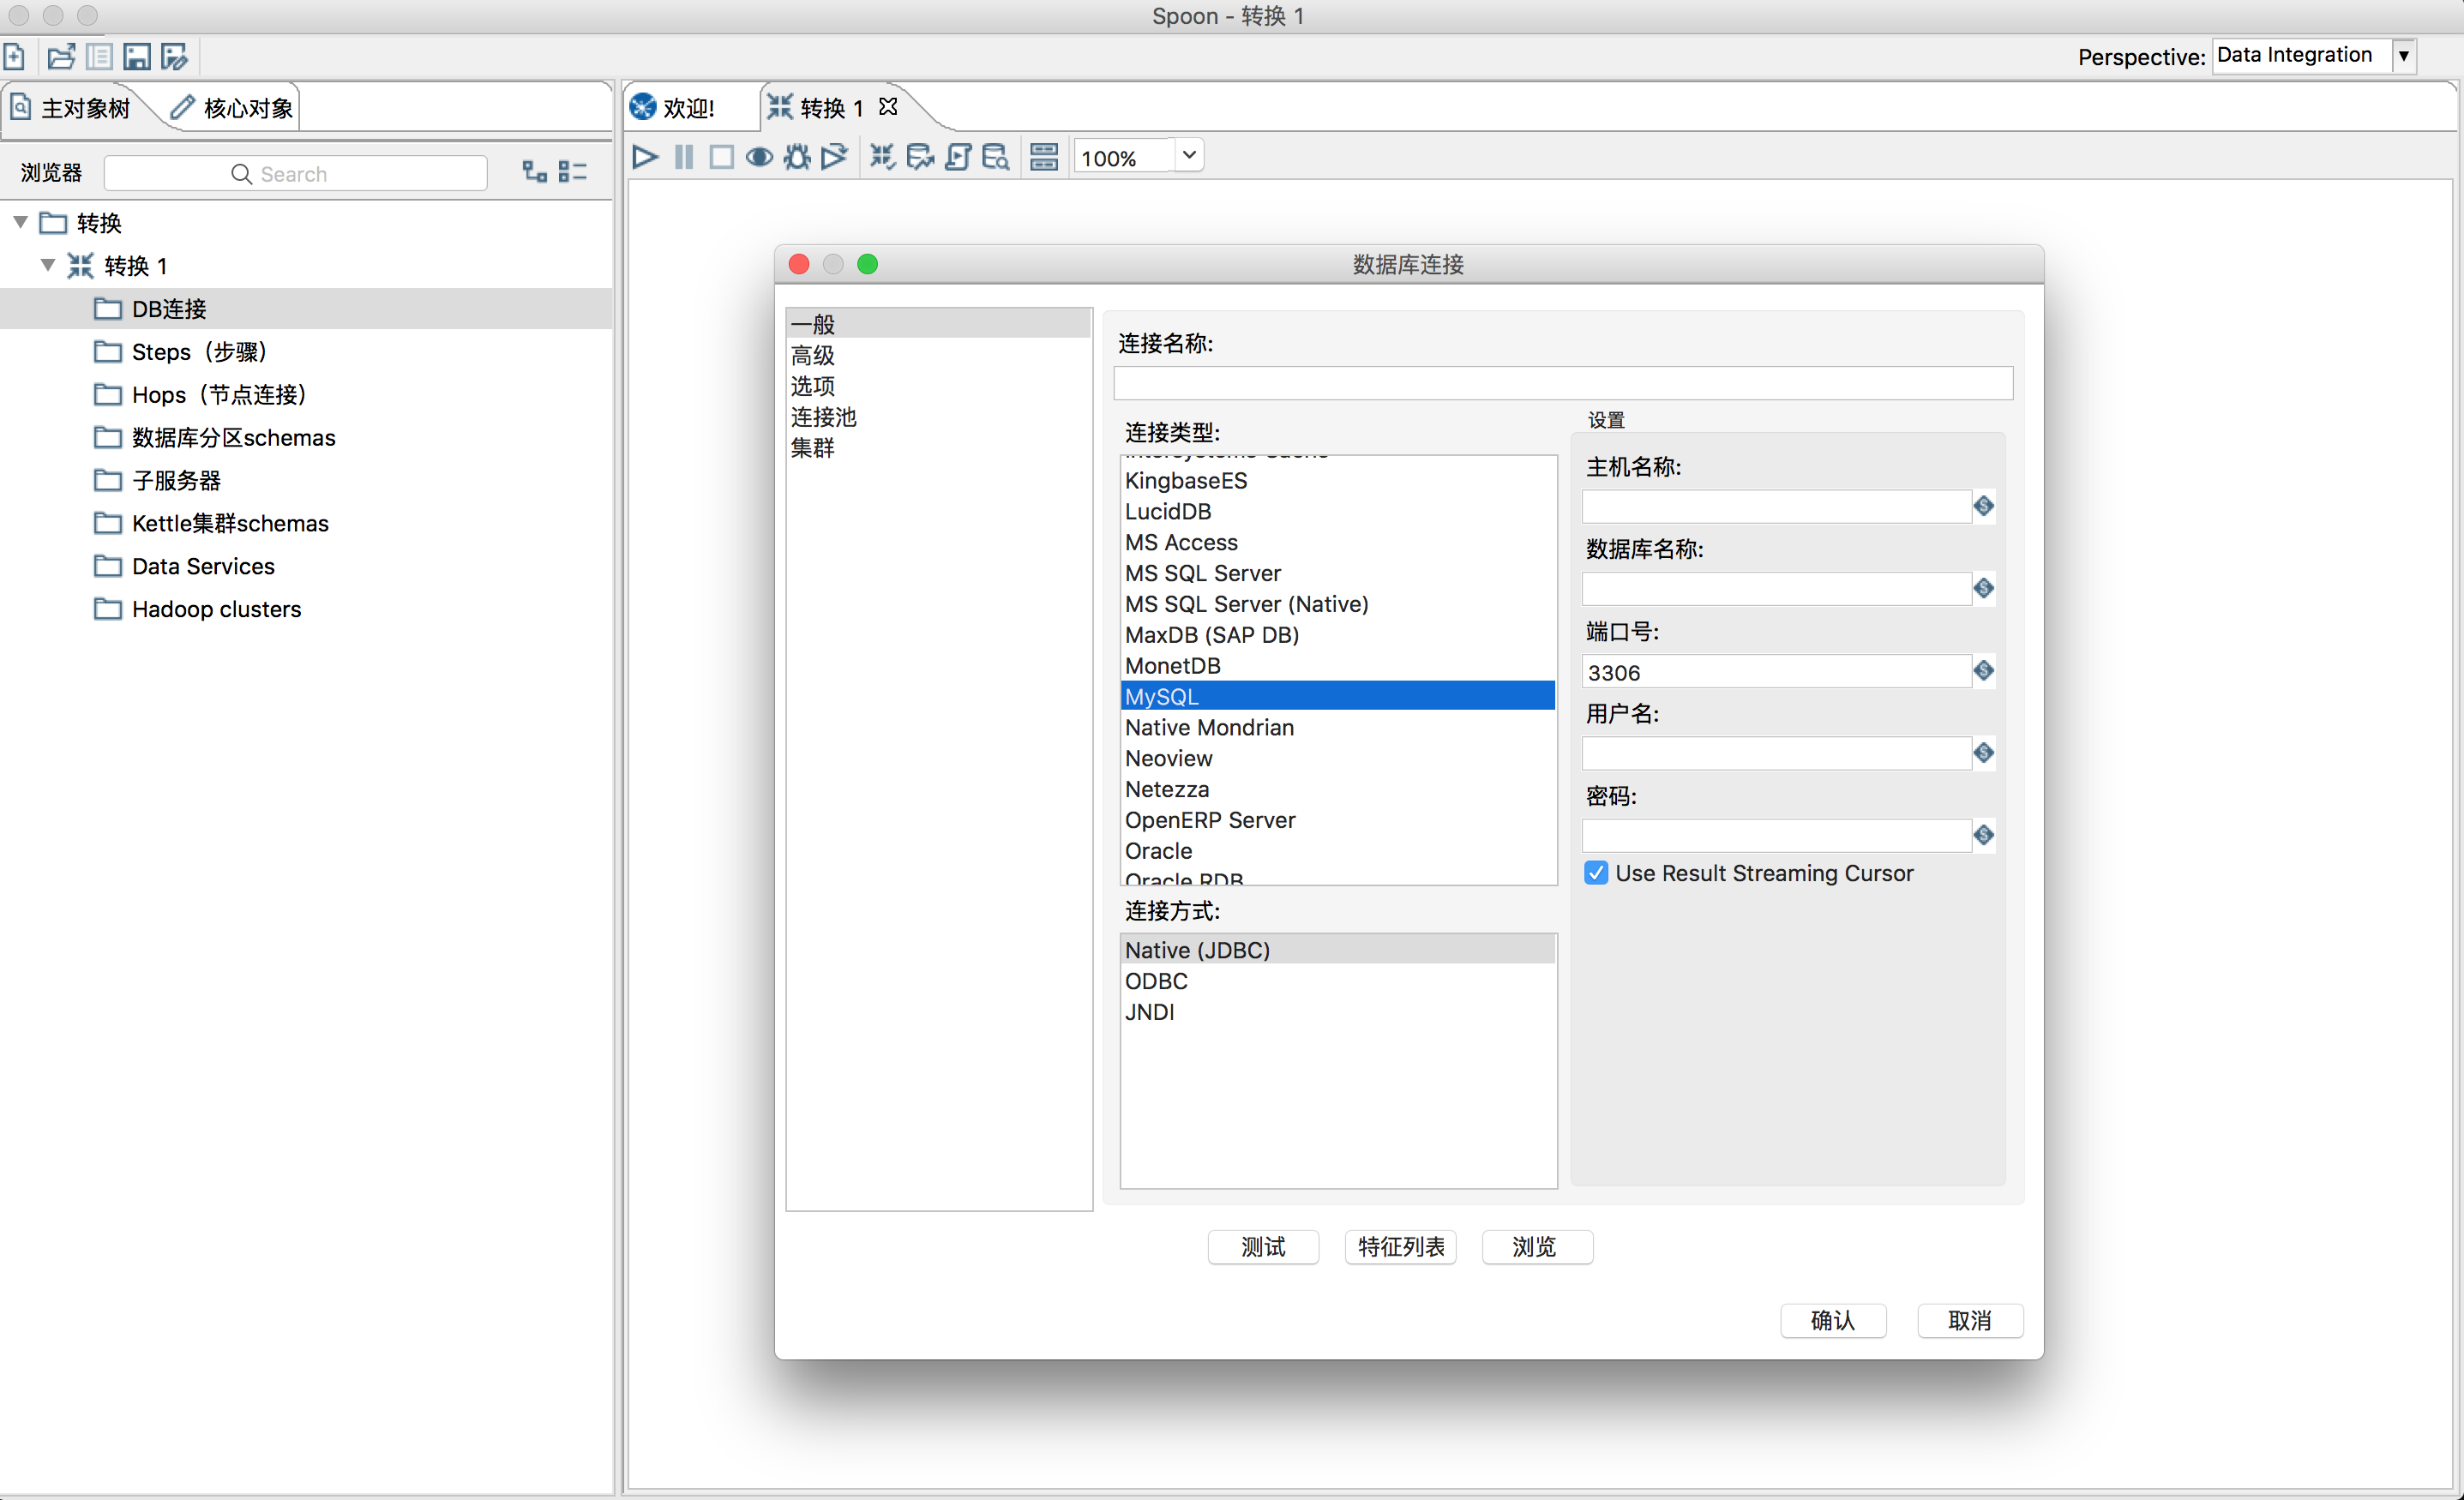 Spoon - 转换 1
Perspective: Data Integration
主对象树
核心对象
欢迎!
转换 1
浏览器
Search
100%
转换
转换 1
DB连接
Steps（步骤）
Hops（节点连接）
数据库分区schemas
子服务器
Kettle集群schemas
Data Services
Hadoop clusters
数据库连接
一般
高级
选项
连接池
集群
连接名称:
连接类型:
Intersystems Cache
KingbaseES
LucidDB
MS Access
MS SQL Server
MS SQL Server (Native)
MaxDB (SAP DB)
MonetDB
MySQL
Native Mondrian
Neoview
Netezza
OpenERP Server
Oracle
Oracle RDB
连接方式:
Native (JDBC)
ODBC
JNDI
设置
主机名称:
数据库名称:
端口号:
3306
用户名:
密码:
Use Result Streaming Cursor
测试
特征列表
浏览
确认
取消